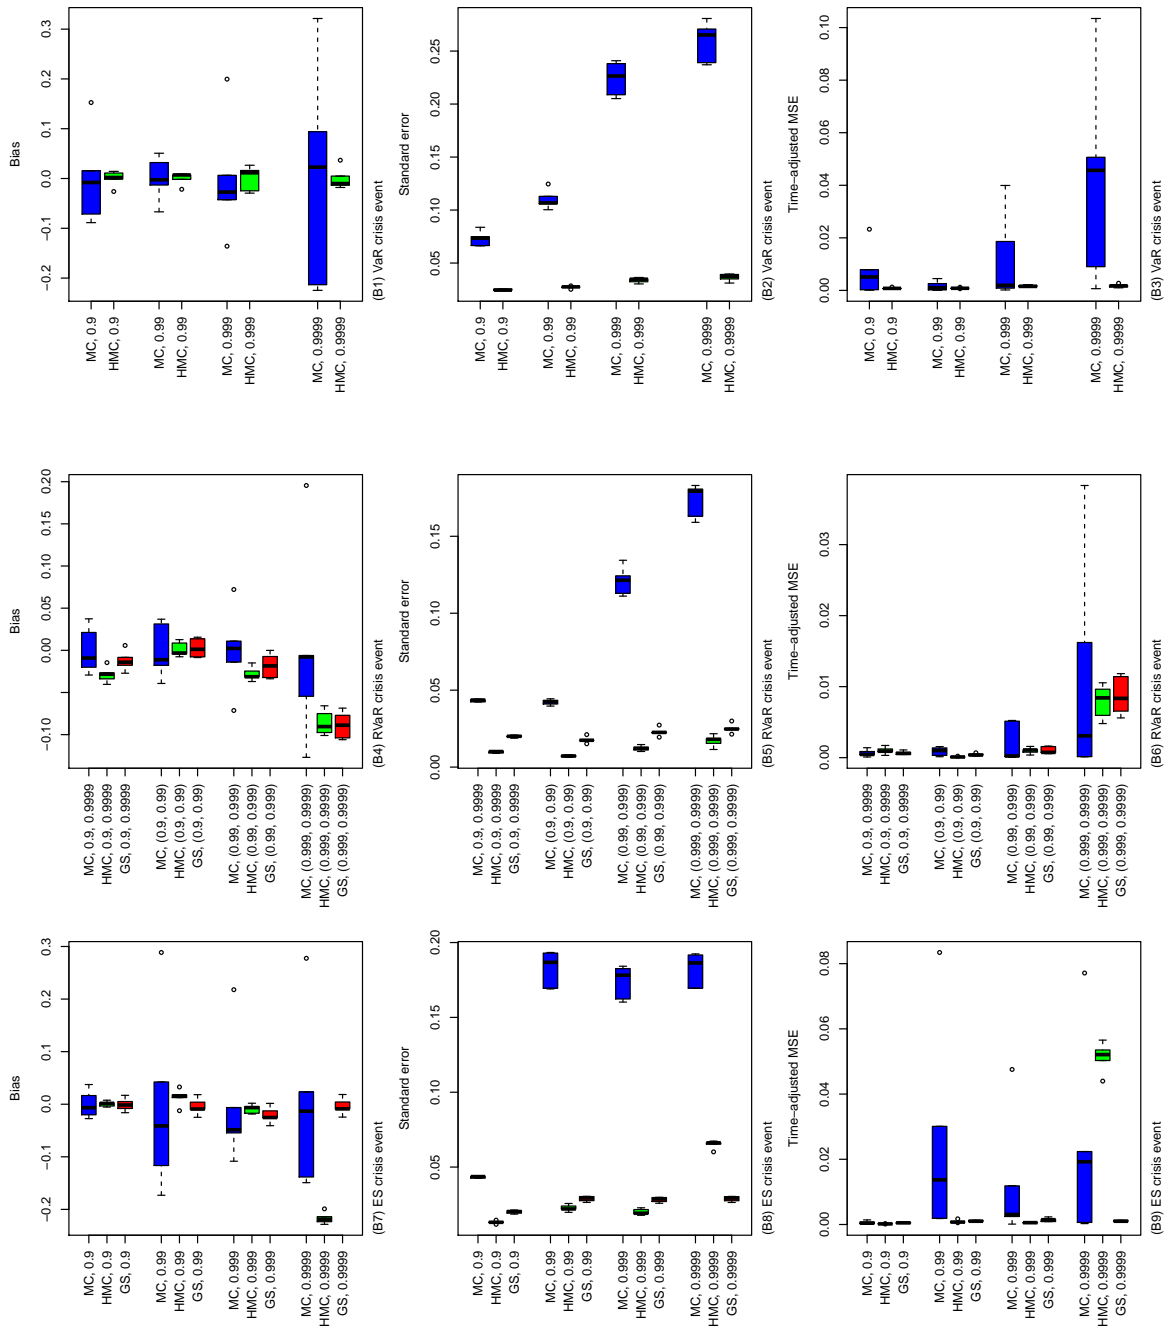 Bias
0.3
0.2
0.1
0.0
−0.1
−0.2
MC, 0.9
HMC, 0.9
MC, 0.99
HMC, 0.99
MC, 0.999
HMC, 0.999
MC, 0.9999
HMC, 0.9999
(B1) VaR crisis event
Standard error
0.25
0.20
0.15
0.10
0.05
MC, 0.9
HMC, 0.9
MC, 0.99
HMC, 0.99
MC, 0.999
HMC, 0.999
MC, 0.9999
HMC, 0.9999
(B2) VaR crisis event
Time−adjusted MSE
0.10
0.08
0.06
0.04
0.02
0.00
MC, 0.9
HMC, 0.9
MC, 0.99
HMC, 0.99
MC, 0.999
HMC, 0.999
MC, 0.9999
HMC, 0.9999
(B3) VaR crisis event
Bias
0.20
0.15
0.10
0.05
0.00
−0.10
MC, 0.9, 0.9999
HMC, 0.9, 0.9999
GS, 0.9, 0.9999
MC, (0.9, 0.99)
HMC, (0.9, 0.99)
GS, (0.9, 0.99)
MC, (0.99, 0.999)
HMC, (0.99, 0.999)
GS, (0.99, 0.999)
MC, (0.999, 0.9999)
HMC, (0.999, 0.9999)
GS, (0.999, 0.9999)
(B4) RVaR crisis event
Standard error
0.15
0.10
0.05
0.00
MC, 0.9, 0.9999
HMC, 0.9, 0.9999
GS, 0.9, 0.9999
MC, (0.9, 0.99)
HMC, (0.9, 0.99)
GS, (0.9, 0.99)
MC, (0.99, 0.999)
HMC, (0.99, 0.999)
GS, (0.99, 0.999)
MC, (0.999, 0.9999)
HMC, (0.999, 0.9999)
GS, (0.999, 0.9999)
(B5) RVaR crisis event
Time−adjusted MSE
0.03
0.02
0.01
0.00
MC, 0.9, 0.9999
HMC, 0.9, 0.9999
GS, 0.9, 0.9999
MC, (0.9, 0.99)
HMC, (0.9, 0.99)
GS, (0.9, 0.99)
MC, (0.99, 0.999)
HMC, (0.99, 0.999)
GS, (0.99, 0.999)
MC, (0.999, 0.9999)
HMC, (0.999, 0.9999)
GS, (0.999, 0.9999)
(B6) RVaR crisis event
Bias
0.3
0.2
0.1
0.0
−0.1
−0.2
MC, 0.9
HMC, 0.9
GS, 0.9
MC, 0.99
HMC, 0.99
GS, 0.99
MC, 0.999
HMC, 0.999
GS, 0.999
MC, 0.9999
HMC, 0.9999
GS, 0.9999
(B7) ES crisis event
Standard error
0.20
0.15
0.10
0.05
MC, 0.9
HMC, 0.9
GS, 0.9
MC, 0.99
HMC, 0.99
GS, 0.99
MC, 0.999
HMC, 0.999
GS, 0.999
MC, 0.9999
HMC, 0.9999
GS, 0.9999
(B8) ES crisis event
Time−adjusted MSE
0.08
0.06
0.04
0.02
0.00
MC, 0.9
HMC, 0.9
GS, 0.9
MC, 0.99
HMC, 0.99
GS, 0.99
MC, 0.999
HMC, 0.999
GS, 0.999
MC, 0.9999
HMC, 0.9999
GS, 0.9999
(B9) ES crisis event